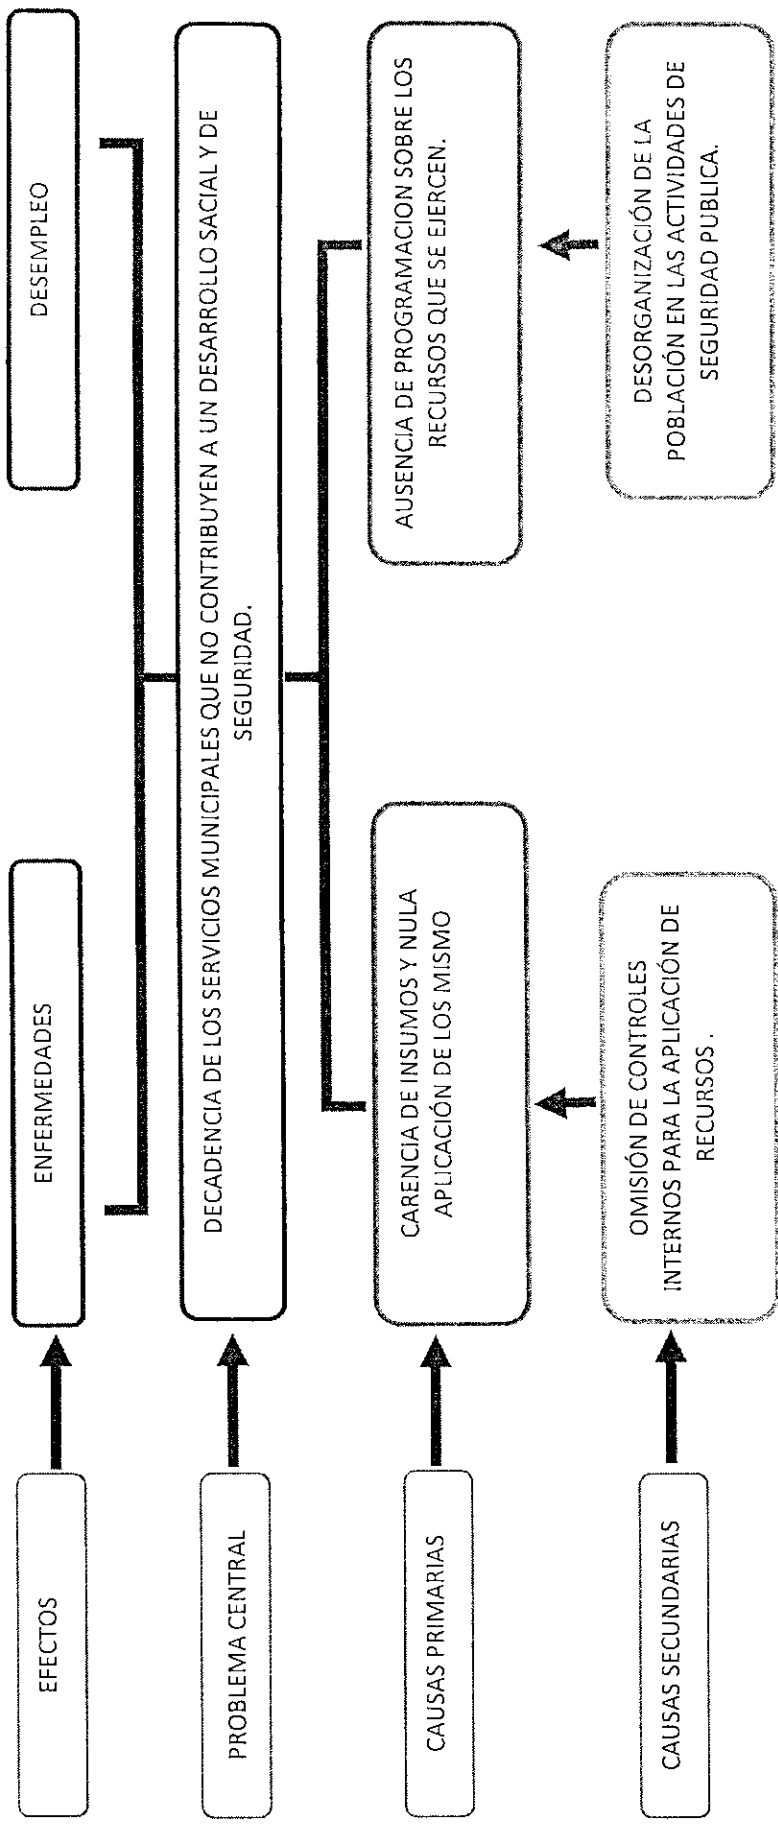 EFECTOS
ENFERMEDADES
DESEMPLEO
PROBLEMA CENTRAL
DECADENCIA DE LOS SERVICIOS MUNICIPALES QUE NO CONTRIBUYEN A UN DESARROLLO SACIAL Y DE
SEGURIDAD.
CAUSAS PRIMARIAS
CARENCIA DE INSUMOS Y NULA
APLICACIÓN DE LOS MISMO
AUSENCIA DE PROGRAMACION SOBRE LOS
RECURSOS QUE SE EJERCEN.
CAUSAS SECUNDARIAS
OMISIÓN DE CONTROLES
INTERNOS PARA LA APLICACIÓN DE
RECURSOS .
DESORGANIZACIÓN DE LA
POBLACIÓN EN LAS ACTIVIDADES DE
SEGURIDAD PUBLICA.